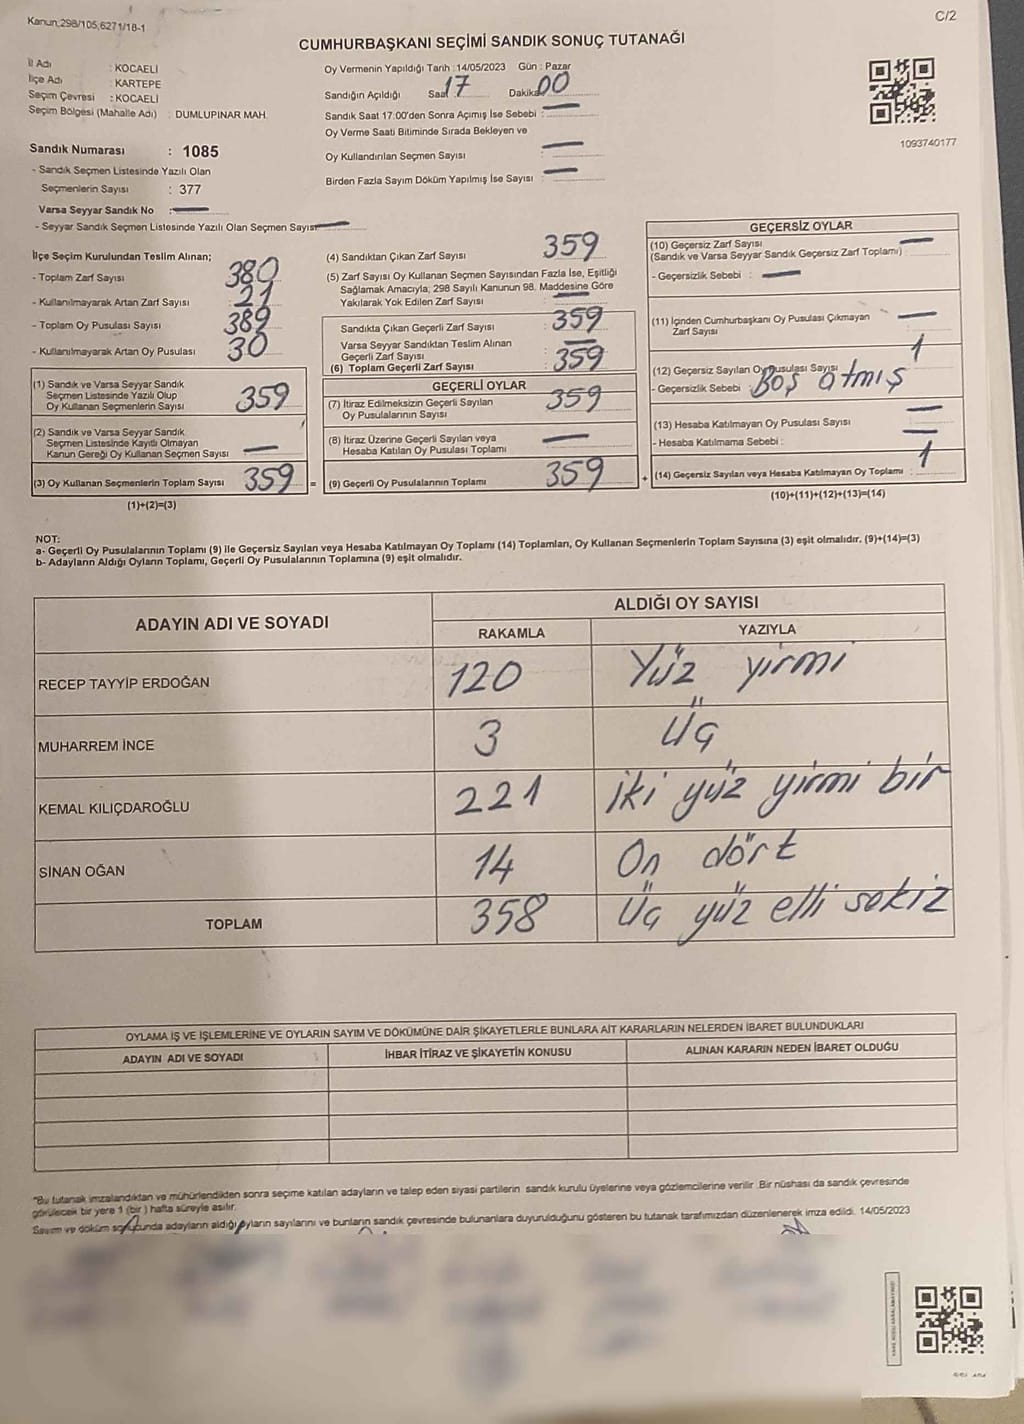 Kanun;298/105,6271/18-1
C/2
CUMHURBAŞKANI SEÇİMİ SANDIK SONUÇ TUTANAĞI
İl Adı : KOCAELİ
İlçe Adı : KARTEPE
Seçim Çevresi : KOCAELİ
Seçim Bölgesi (Mahalle Adı) : DUMLUPINAR MAH.
Sandık Numarası : 1085
- Sandık Seçmen Listesinde Yazılı Olan
Seçmenlerin Sayısı : 377
Varsa Seyyar Sandık No : —
- Seyyar Sandık Seçmen Listesinde Yazılı Olan Seçmen Sayısı —
Oy Vermenin Yapıldığı Tarih :14/05/2023 Gün : Pazar
Sandığın Açıldığı Saat 17 Dakika 00
Sandık Saat 17.00'den Sonra Açımış İse Sebebi : —
Oy Verme Saati Bitiminde Sırada Bekleyen ve
Oy Kullandırılan Seçmen Sayısı : —
Birden Fazla Sayım Döküm Yapılmış İse Sayısı : —
1093740177
İlçe Seçim Kurulundan Teslim Alınan;
- Toplam Zarf Sayısı : 380
- Kullanılmayarak Artan Zarf Sayısı : 21
- Toplam Oy Pusulası Sayısı : 389
- Kullanılmayarak Artan Oy Pusulası : 30
(1) Sandık ve Varsa Seyyar Sandık
Seçmen Listesinde Yazılı Olup
Oy Kullanan Seçmenlerin Sayısı : 359
(2) Sandık ve Varsa Seyyar Sandık
Seçmen Listesinde Kayıtlı Olmayan
Kanun Gereği Oy Kullanan Seçmen Sayısı : —
(3) Oy Kullanan Seçmenlerin Toplam Sayısı : 359
(1)+(2)=(3)
(4) Sandıktan Çıkan Zarf Sayısı : 359
(5) Zarf Sayısı Oy Kullanan Seçmen Sayısından Fazla İse, Eşitliği
Sağlamak Amacıyla; 298 Sayılı Kanunun 98. Maddesine Göre
Yakılarak Yok Edilen Zarf Sayısı : —
Sandıkta Çıkan Geçerli Zarf Sayısı : 359
Varsa Seyyar Sandıktan Teslim Alınan
Geçerli Zarf Sayısı : —
(6) Toplam Geçerli Zarf Sayısı : 359
GEÇERLİ OYLAR
(7) İtiraz Edilmeksizin Geçerli Sayılan
Oy Pusulalarının Sayısı : 359
(8) İtiraz Üzerine Geçerli Sayılan veya
Hesaba Katılan Oy Pusulası Toplamı : —
= (9) Geçerli Oy Pusulalarının Toplamı : 359
GEÇERSİZ OYLAR
(10) Geçersiz Zarf Sayısı
(Sandık ve Varsa Seyyar Sandık Geçersiz Zarf Toplamı) : —
- Geçersizlik Sebebi : —
(11) İçinden Cumhurbaşkanı Oy Pusulası Çıkmayan
Zarf Sayısı : —
(12) Geçersiz Sayılan Oy Pusulası Sayısı : 1
- Geçersizlik Sebebi : Boş atmış
(13) Hesaba Katılmayan Oy Pusulası Sayısı : —
- Hesaba Katılmama Sebebi : —
+ (14) Geçersiz Sayılan veya Hesaba Katılmayan Oy Toplamı : 1
(10)+(11)+(12)+(13)=(14)
NOT:
a- Geçerli Oy Pusulalarının Toplamı (9) ile Geçersiz Sayılan veya Hesaba Katılmayan Oy Toplamı (14) Toplamları, Oy Kullanan Seçmenlerin Toplam Sayısına (3) eşit olmalıdır. (9)+(14)=(3)
b- Adayların Aldığı Oyların Toplamı, Geçerli Oy Pusulalarının Toplamına (9) eşit olmalıdır.
ADAYIN ADI VE SOYADI
ALDIĞI OY SAYISI
RAKAMLA YAZIYLA
RECEP TAYYİP ERDOĞAN 120 Yüz yirmi
MUHARREM İNCE 3 Üç
KEMAL KILIÇDAROĞLU 221 iki yüz yirmi bir
SİNAN OĞAN 14 On dört
TOPLAM 358 Üç yüz elli sekiz
OYLAMA İŞ VE İŞLEMLERİNE VE OYLARIN SAYIM VE DÖKÜMÜNE DAİR ŞİKAYETLERLE BUNLARA AİT KARARLARIN NELERDEN İBARET BULUNDUKLARI
ADAYIN ADI VE SOYADI İHBAR İTİRAZ VE ŞİKAYETİN KONUSU ALINAN KARARIN NEDEN İBARET OLDUĞU
*Bu tutanak imzalandıktan ve mühürlendikden sonra seçime katılan adayların ve talep eden siyasi partilerin sandık kurulu üyelerine veya gözlemcilerine verilir .Bir nüshası da sandık çevresinde
görülecek bir yere 1 (bir ) hafta süreyle asılır.
Sayım ve döküm sonucunda adayların aldığı oyların sayılarını ve bunların sandık çevresinde bulunanlara duyurulduğunu gösteren bu tutanak tarafımızdan düzenlenerek imza edildi. 14/05/2023